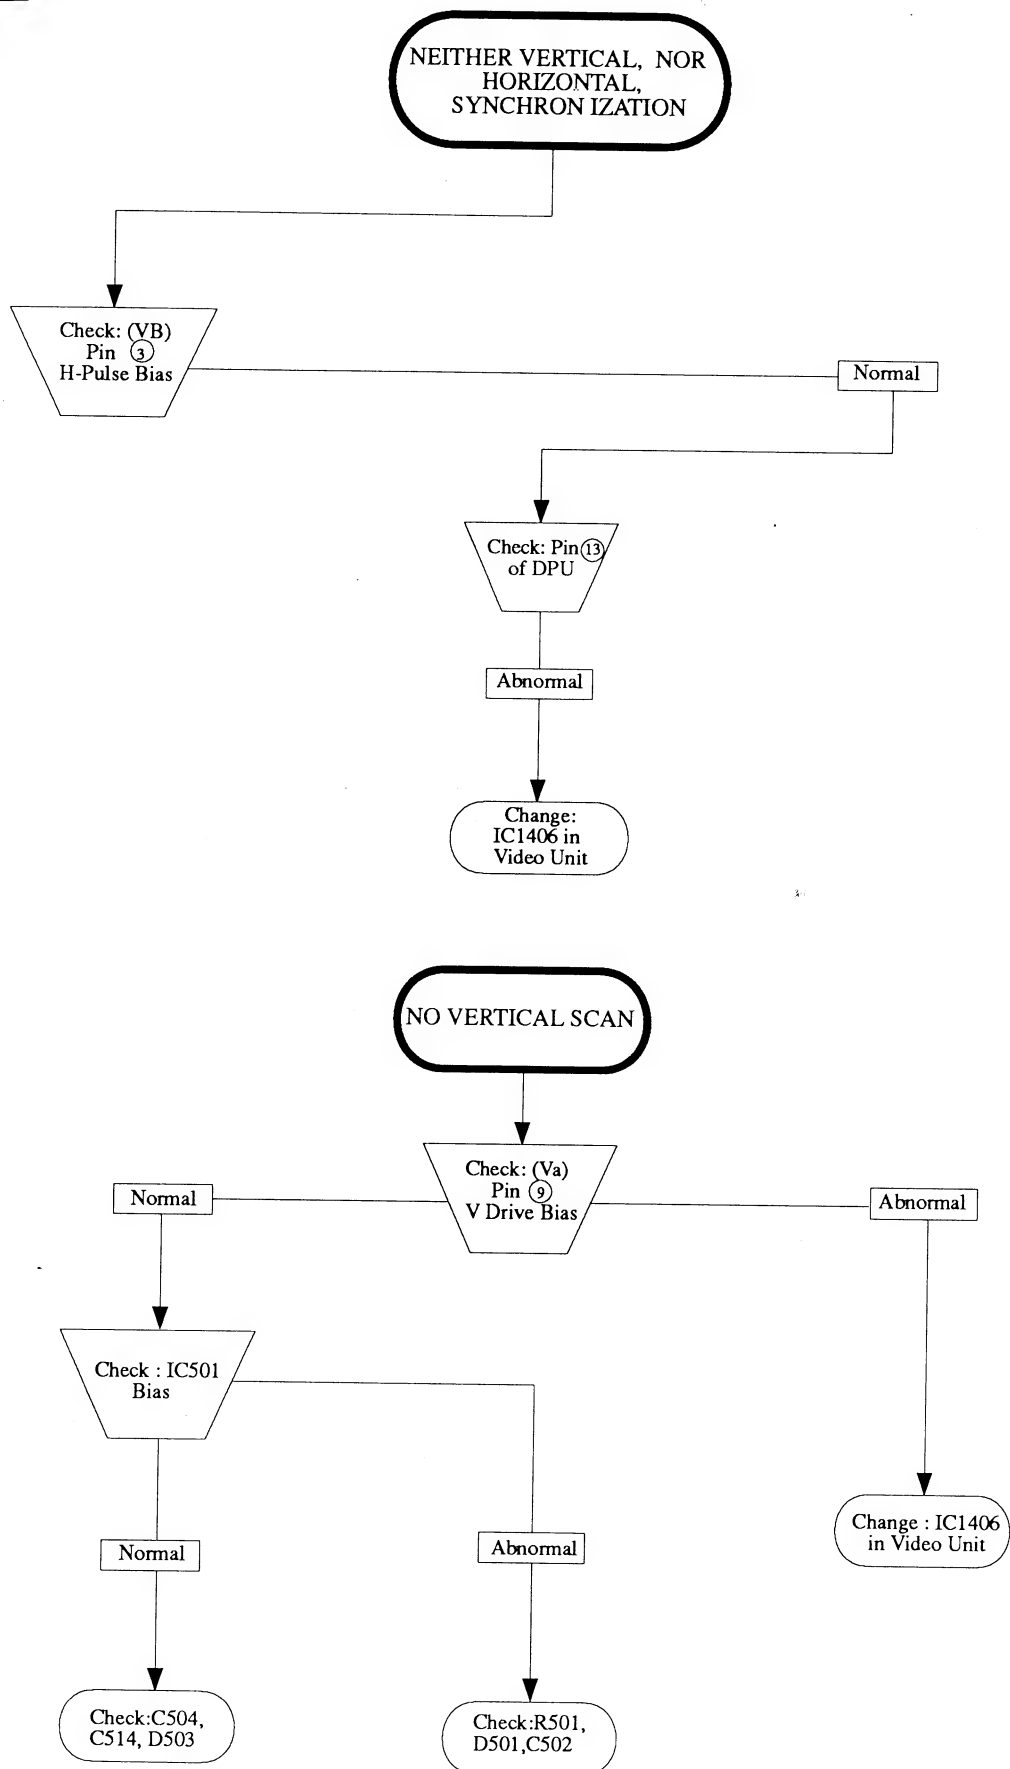 NEITHER VERTICAL, NOR
HORIZONTAL,
SYNCHRON IZATION
Check: (VB)
Pin 3
H-Pulse Bias
Normal
Check: Pin 13
of DPU
Abnormal
Change:
IC1406 in
Video Unit
NO VERTICAL SCAN
Check: (Va)
Pin 9
V Drive Bias
Normal
Abnormal
Check : IC501
Bias
Change : IC1406
in Video Unit
Normal
Abnormal
Check:C504,
C514, D503
Check:R501,
D501,C502